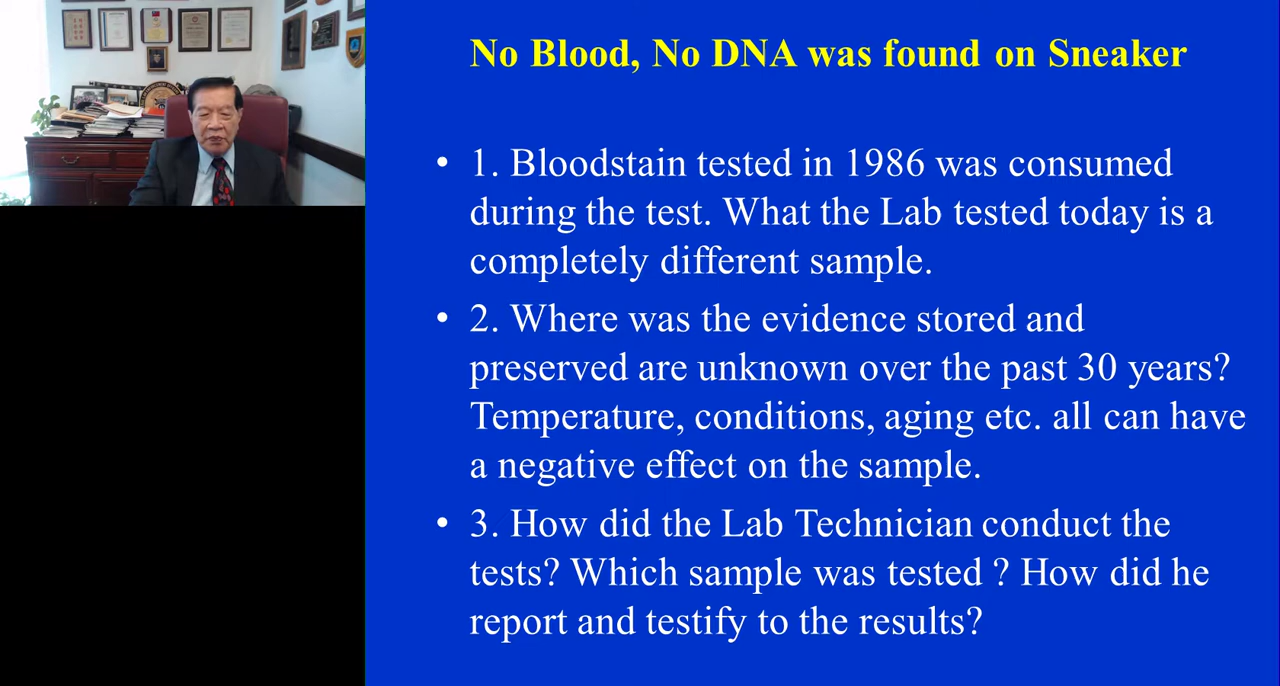 No Blood, No DNA was found on Sneaker
• 1. Bloodstain tested in 1986 was consumed
during the test. What the Lab tested today is a
completely different sample.
• 2. Where was the evidence stored and
preserved are unknown over the past 30 years?
Temperature, conditions, aging etc. all can have
a negative effect on the sample.
• 3. How did the Lab Technician conduct the
tests? Which sample was tested ? How did he
report and testify to the results?